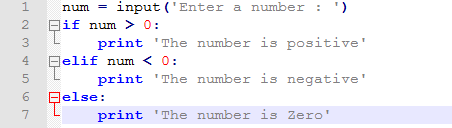 1 num = input('Enter a number : ')
2 if num > 0:
3     print 'The number is positive'
4 elif num < 0:
5     print 'The number is negative'
6 else:
7     print 'The number is Zero'